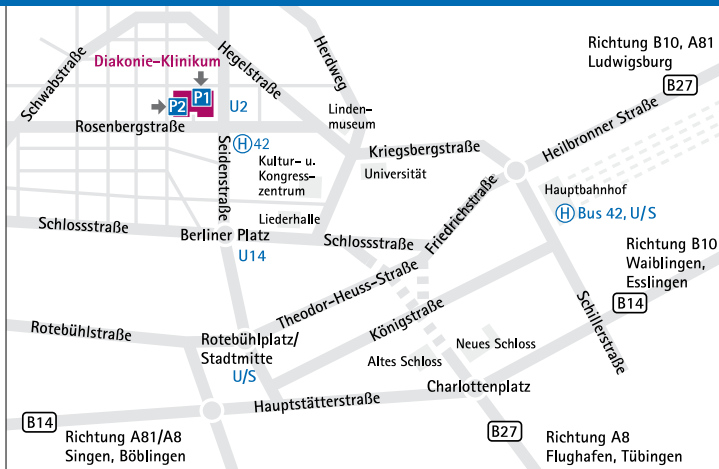 Schwabstraße
Diakonie-Klinikum
Hegelstraße
Herdweg
Richtung B10, A81
Ludwigsburg
B27
P2
P1
U2
Linden-
museum
Rosenbergstraße
Heilbronner Straße
Seidenstraße
H 42
Kultur- u.
Kongress-
zentrum
Kriegsbergstraße
Universität
Hauptbahnhof
H Bus 42, U/S
Friedrichstraße
Schlossstraße
Liederhalle
Berliner Platz
Schlossstraße
U14
Richtung B10
Waiblingen,
Esslingen
B14
Theodor-Heuss-Straße
Königstraße
Schillerstraße
Rotebühlstraße
Rotebühlplatz/
Stadtmitte
U/S
Neues Schloss
Altes Schloss
Charlottenplatz
Hauptstätterstraße
B14
Richtung A81/A8
Singen, Böblingen
B27
Richtung A8
Flughafen, Tübingen